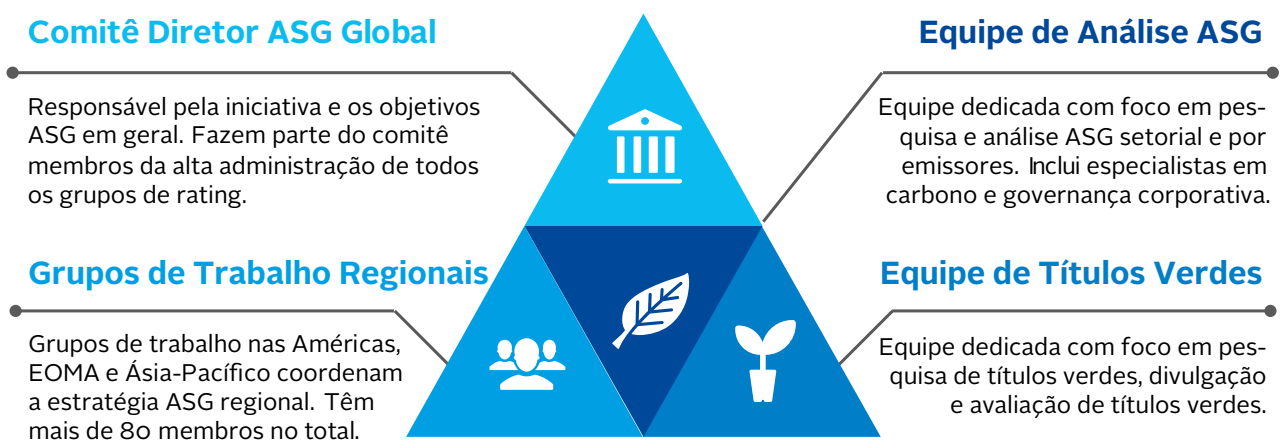 Comitê Diretor ASG Global
Responsável pela iniciativa e os objetivos
ASG em geral. Fazem parte do comitê
membros da alta administração de todos
os grupos de rating.
Equipe de Análise ASG
Equipe dedicada com foco em pes-
quisa e análise ASG setorial e por
emissores. Inclui especialistas em
carbono e governança corporativa.
Grupos de Trabalho Regionais
Grupos de trabalho nas Américas,
EOMA e Ásia-Pacífico coordenam
a estratégia ASG regional. Têm
mais de 80 membros no total.
Equipe de Títulos Verdes
Equipe dedicada com foco em pes-
quisa de títulos verdes, divulgação
e avaliação de títulos verdes.